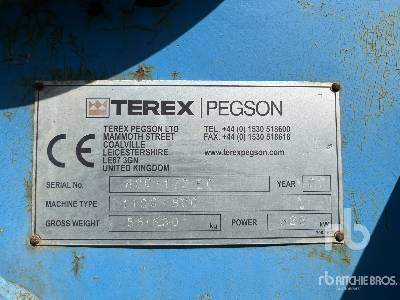 TEREX PEGSON
TEREX PEGSON LTD
MAMMOTH STREET
COALVILLE
LEICESTERSHIRE
LE67 3GN
UNITED KINGDOM
TEL. +44 (0) 1530 518600
FAX. +44 (0) 1530 518618
www.terexpegson.com
CE
SERIAL No.
YEAR
MACHINE TYPE
GROSS WEIGHT kg
POWER kW
rb
RITCHIE BROS.
Auctioneers